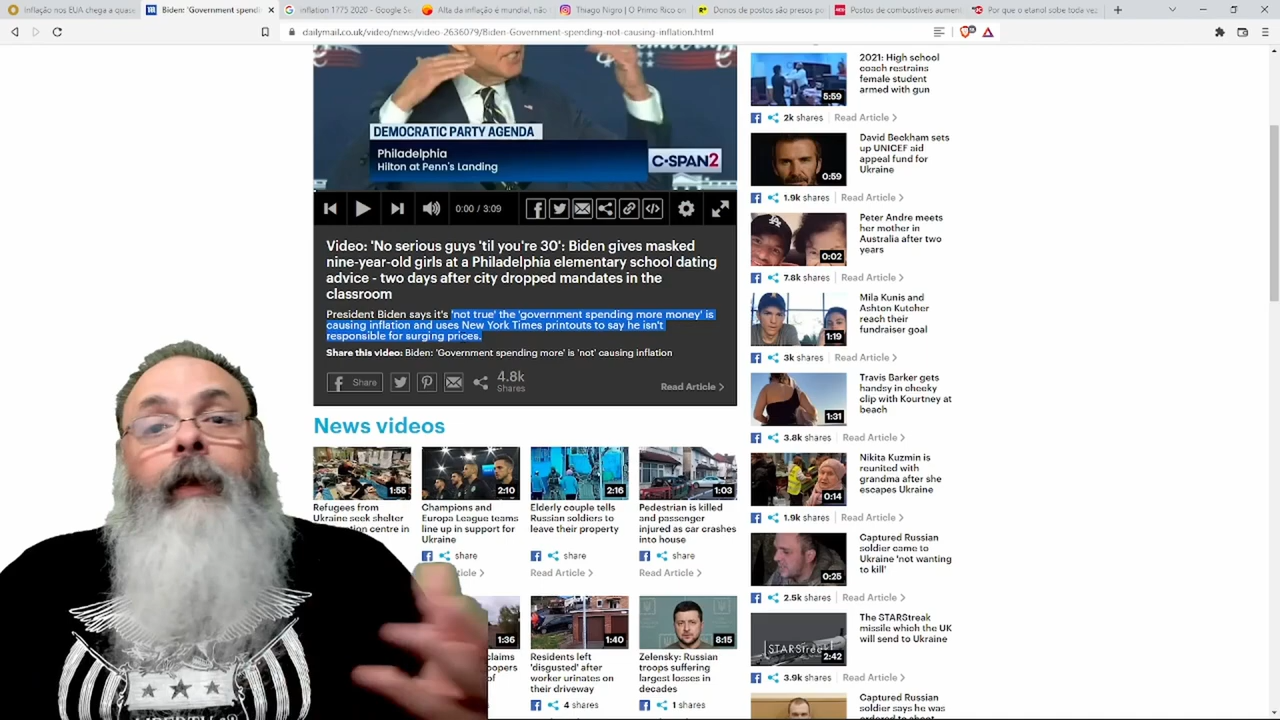 Inflação nos EUA chega a quas
Biden: 'Government spendi
inflation 1775 2020 - Google Se
Alta da inflação é mundial, não
Thiago Nigro | O Primo Rico on
Donos de postos são presos po
Postos de combustíveis aumen
Por que o etanol sobe toda vez
dailymail.co.uk/video/news/video-2636079/Biden-Government-spending-not-causing-inflation.html
DEMOCRATIC PARTY AGENDA
Philadelphia
Hilton at Penn's Landing
C-SPAN2
0:00 / 3:09
Video: 'No serious guys 'til you're 30': Biden gives masked
nine-year-old girls at a Philadelphia elementary school dating
advice - two days after city dropped mandates in the
classroom
President Biden says it's 'not true' the 'government spending more money' is
causing inflation and uses New York Times printouts to say he isn't
responsible for surging prices.
Share this video: Biden: 'Government spending more' is 'not' causing inflation
Share
4.8k
Shares
Read Article
News videos
1:55
Refugees from
Ukraine seek shelter
centre in
2:10
Champions and
Europa League teams
line up in support for
Ukraine
share
2:16
Elderly couple tells
Russian soldiers to
leave their property
share
Read Article
1:03
Pedestrian is killed
and passenger
injured as car crashes
into house
share
Read Article
1:36
1:40
Residents left
'disgusted' after
worker urinates on
their driveway
4 shares
8:15
Zelensky: Russian
troops suffering
largest losses in
decades
1 shares
2021: High school
coach restrains
female student
armed with gun
5:59
2k shares
Read Article
David Beckham sets
up UNICEF aid
appeal fund for
Ukraine
0:59
1.9k shares
Read Article
Peter Andre meets
her mother in
Australia after two
years
0:02
7.8k shares
Read Article
Mila Kunis and
Ashton Kutcher
reach their
fundraiser goal
1:19
3k shares
Read Article
Travis Barker gets
handsy in cheeky
clip with Kourtney at
beach
1:31
3.8k shares
Read Article
Nikita Kuzmin is
reunited with
grandma after she
escapes Ukraine
0:14
1.9k shares
Read Article
Captured Russian
soldier came to
Ukraine 'not wanting
to kill'
0:25
2.5k shares
Read Article
The STARStreak
missile which the UK
will send to Ukraine
STARStreak
2:42
3.9k shares
Read Article
Captured Russian
soldier says he was